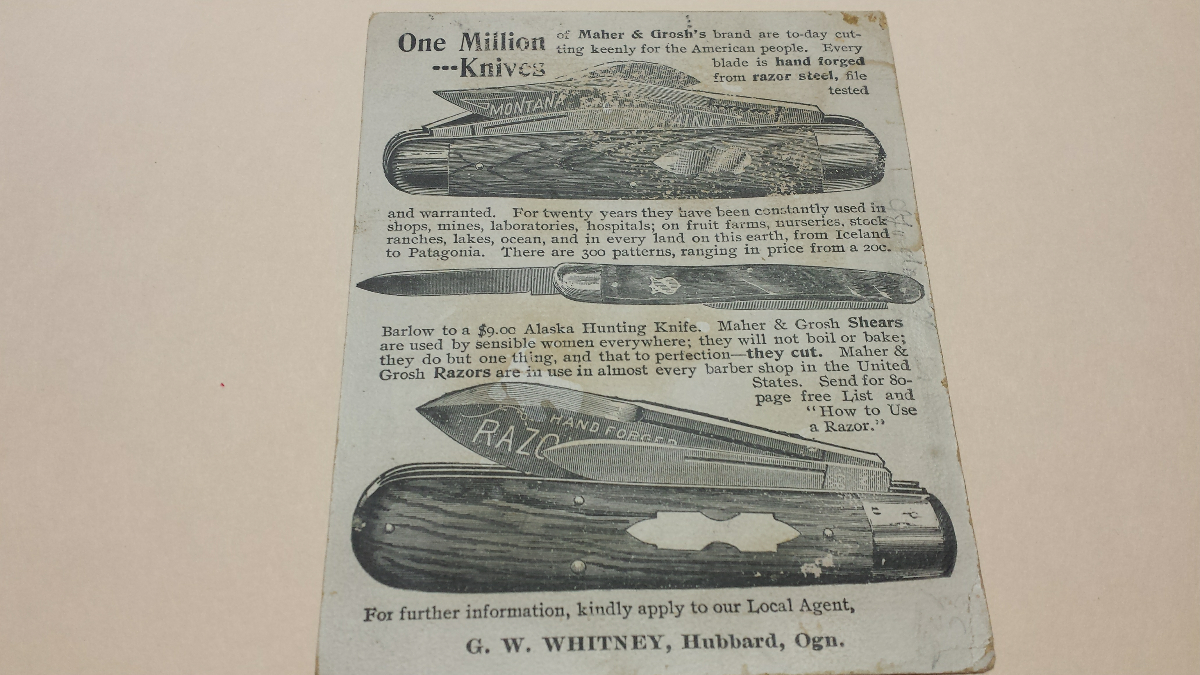 One Million
---Knives
of Maher & Grosh's brand are to-day cut-
ting keenly for the American people. Every
blade is hand forged
from razor steel, file
tested
MONTANA
and warranted. For twenty years they have been constantly used in
shops, mines, laboratories, hospitals; on fruit farms, nurseries, stock
ranches, lakes, ocean, and in every land on this earth, from Iceland
to Patagonia. There are 300 patterns, ranging in price from a 20c.
Barlow to a $9.00 Alaska Hunting Knife. Maher & Grosh Shears
are used by sensible women everywhere; they will not boil or bake;
they do but one thing, and that to perfection—they cut. Maher &
Grosh Razors are in use in almost every barber shop in the United
States. Send for 80-
page free List and
"How to Use
a Razor."
HAND FORGED
RAZO
For further information, kindly apply to our Local Agent,
G. W. WHITNEY, Hubbard, Ogn.